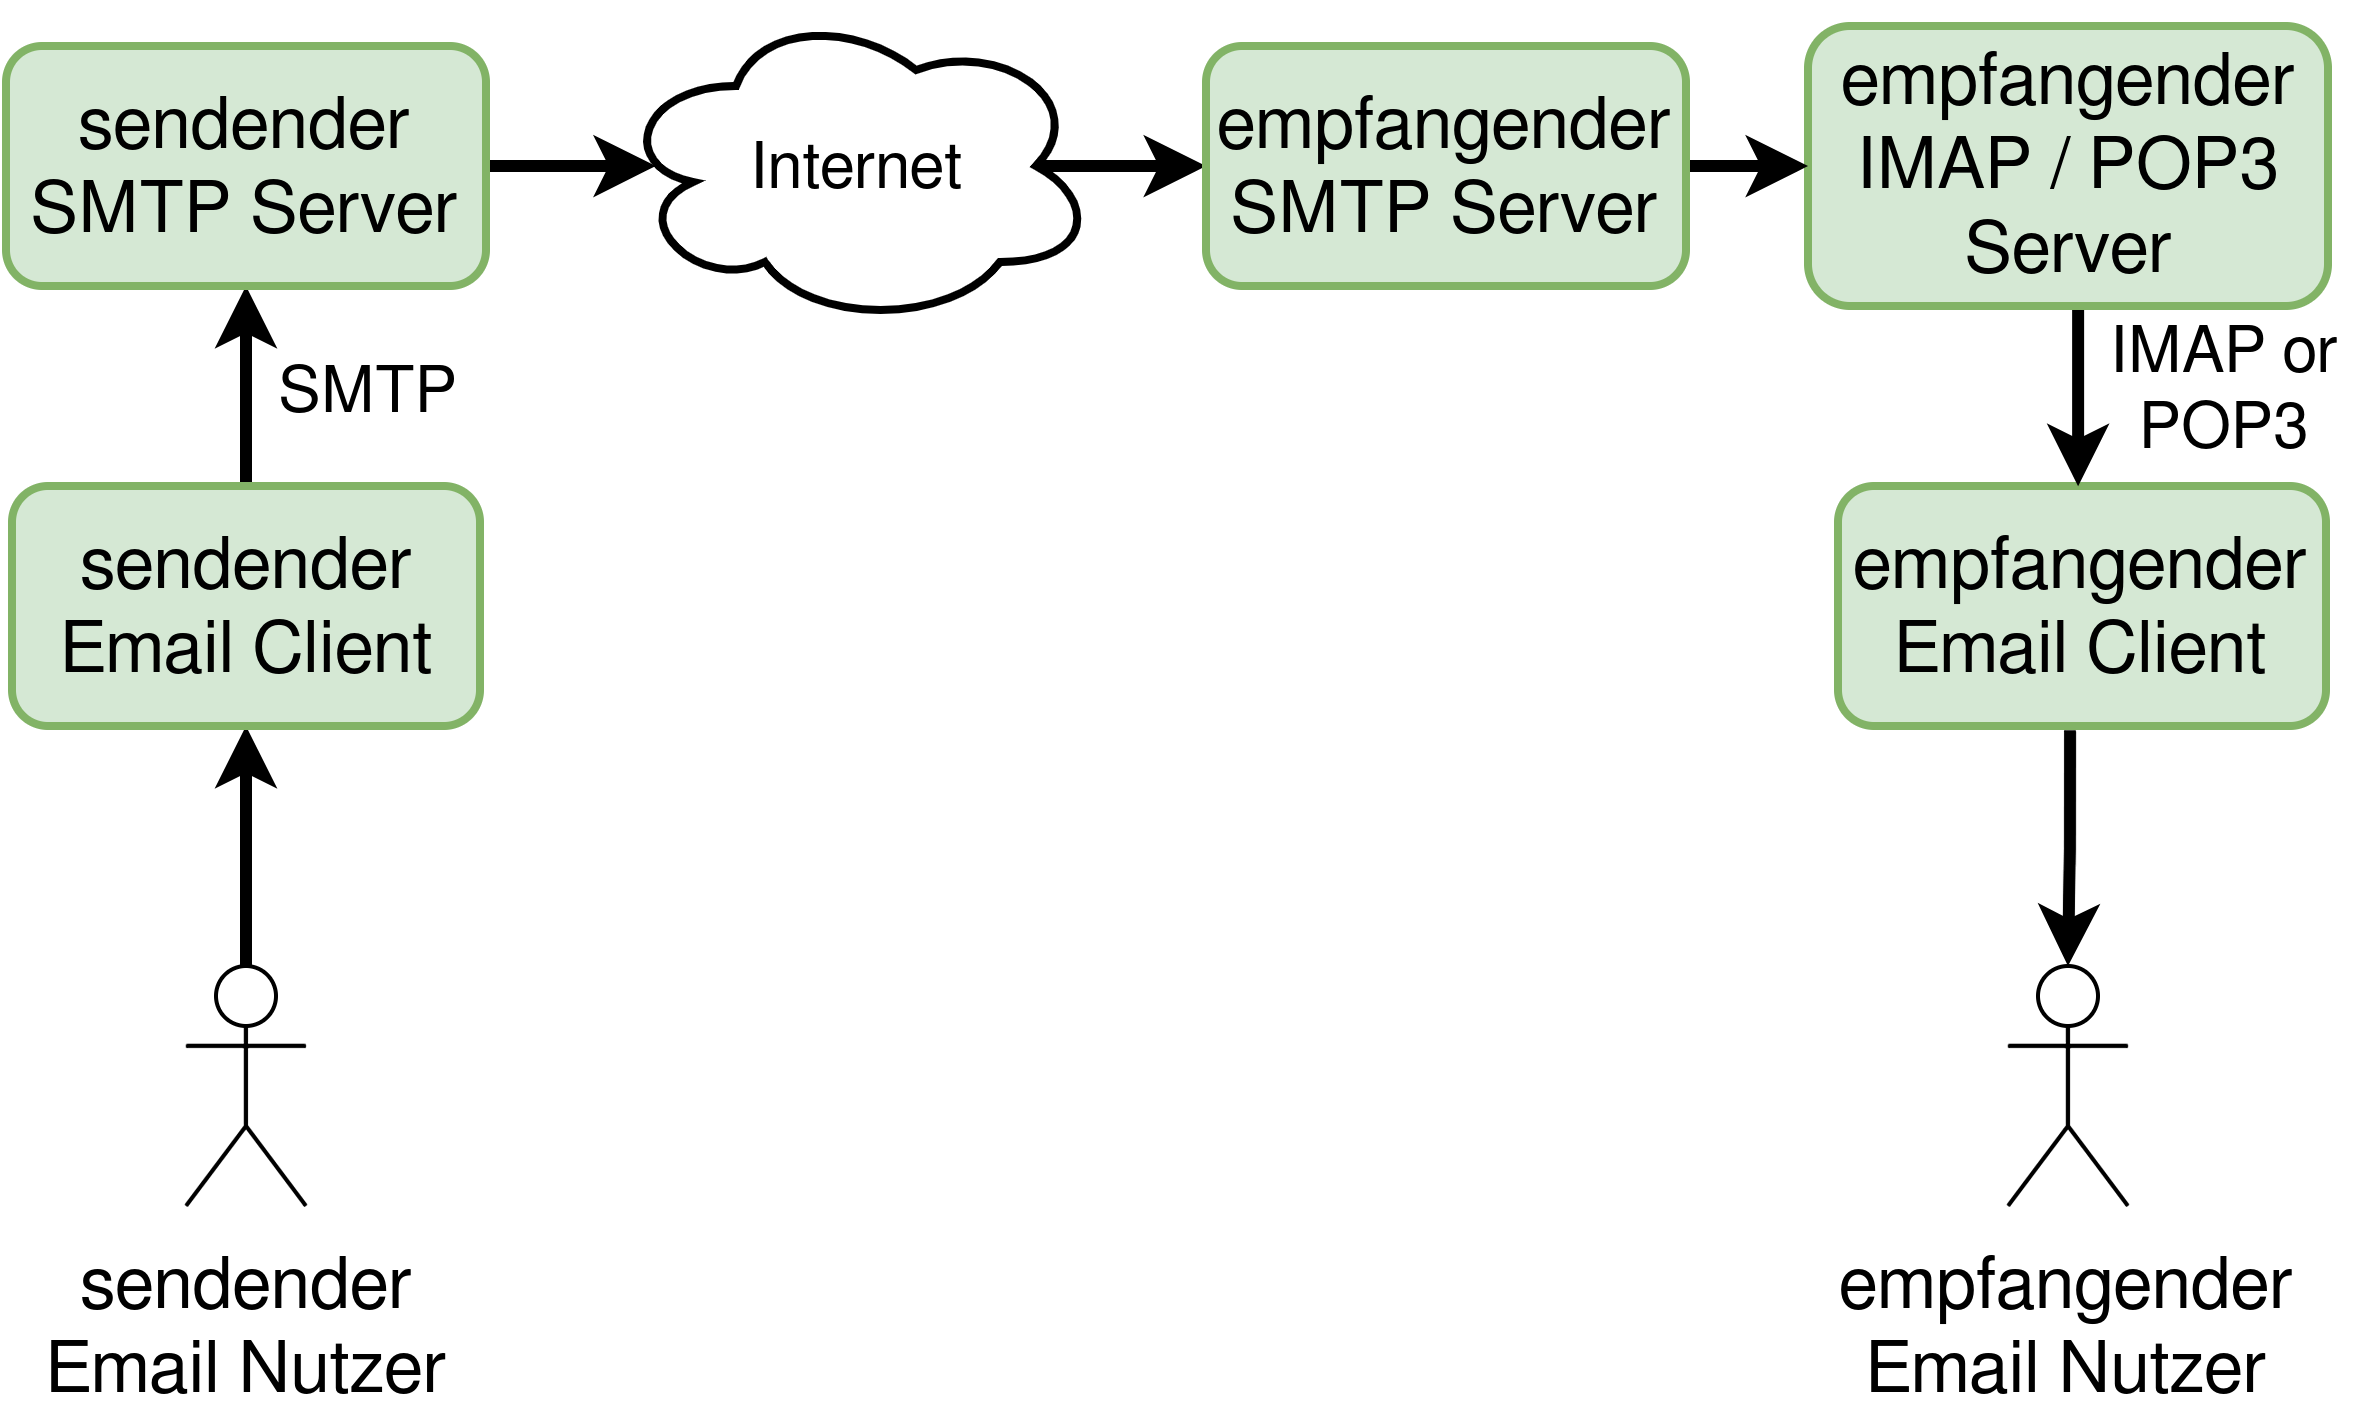 sendender
SMTP Server
Internet
empfangender
SMTP Server
empfangender
IMAP / POP3
Server
SMTP
IMAP or
POP3
sendender
Email Client
empfangender
Email Client
sendender
Email Nutzer
empfangender
Email Nutzer